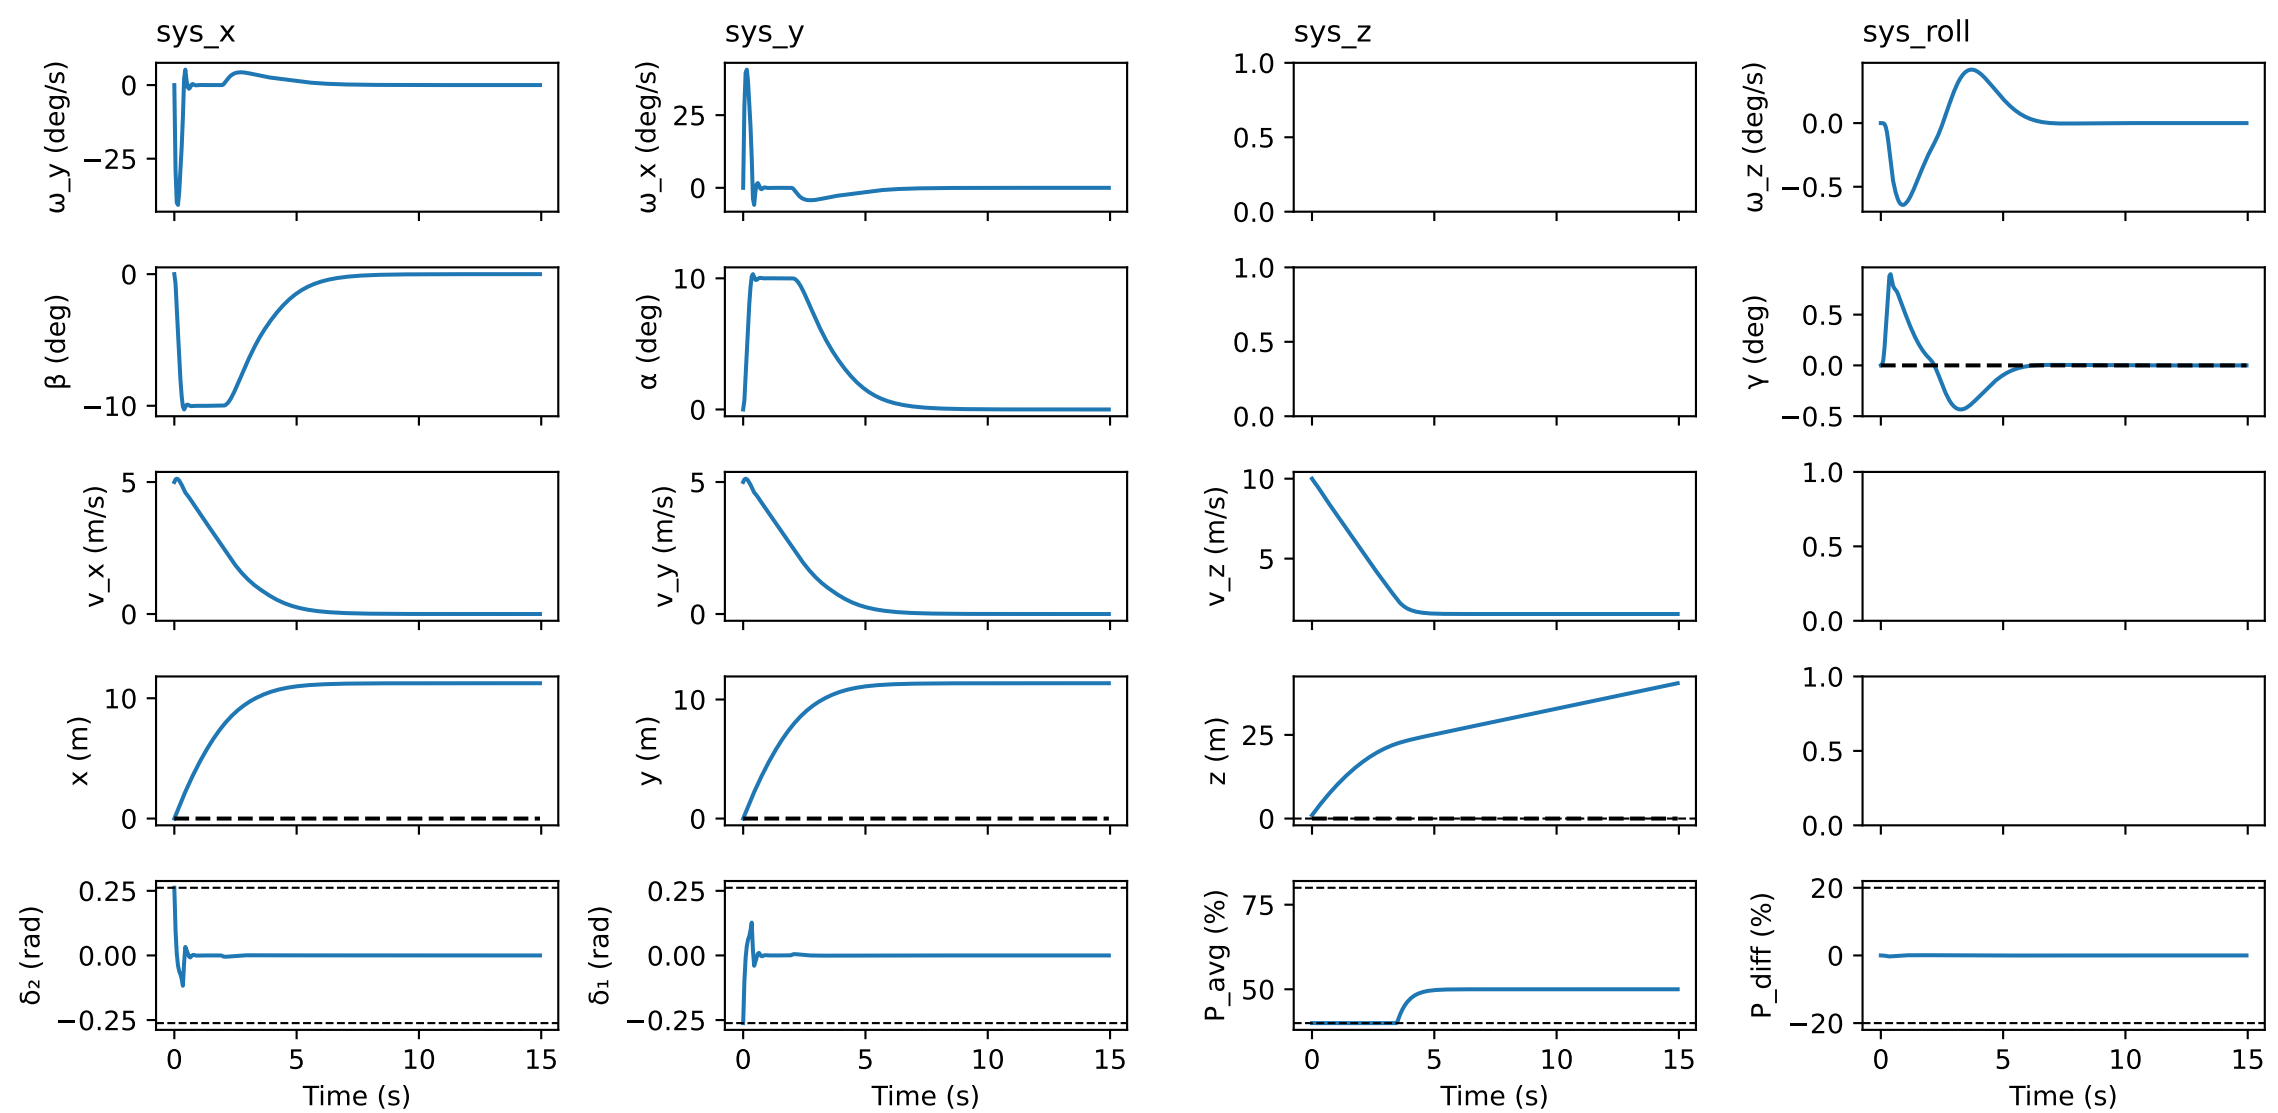 sys_x
sys_y
sys_z
sys_roll
ω_y (deg/s)
0
−25
ω_x (deg/s)
25
0
1.0
0.5
0.0
ω_z (deg/s)
0.0
−0.5
β (deg)
0
−10
α (deg)
10
0
1.0
0.5
0.0
γ (deg)
0.5
0.0
−0.5
v_x (m/s)
5
0
v_y (m/s)
5
0
v_z (m/s)
10
5
1.0
0.5
0.0
x (m)
10
0
y (m)
10
0
z (m)
25
0
1.0
0.5
0.0
δ₂ (rad)
0.25
0.00
−0.25
0 5 10 15
Time (s)
δ₁ (rad)
0.25
0.00
−0.25
0 5 10 15
Time (s)
P_avg (%)
75
50
0 5 10 15
Time (s)
P_diff (%)
20
0
−20
0 5 10 15
Time (s)